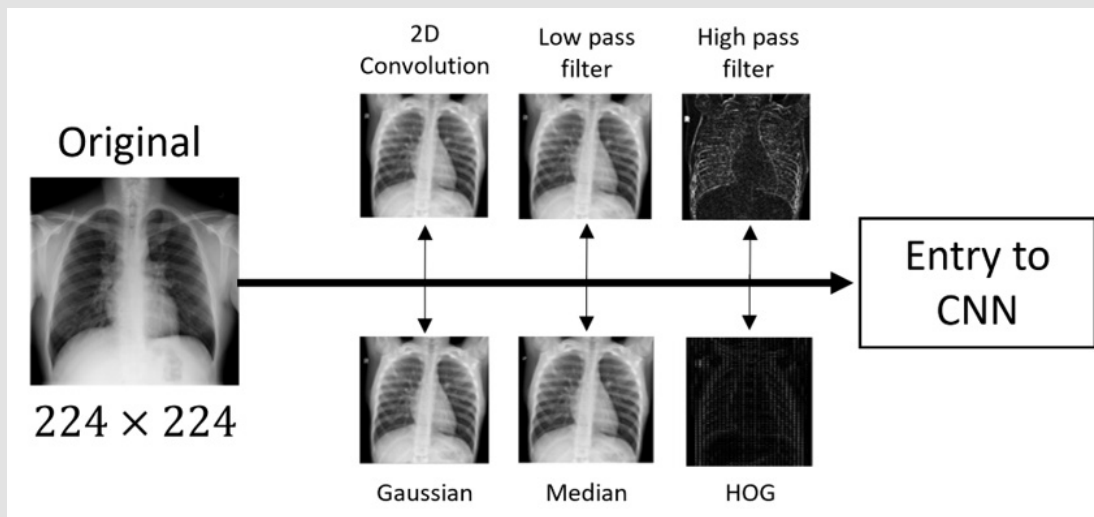 Original
224 × 224
2D
Convolution
Low pass
filter
High pass
filter
Gaussian
Median
HOG
Entry to
CNN